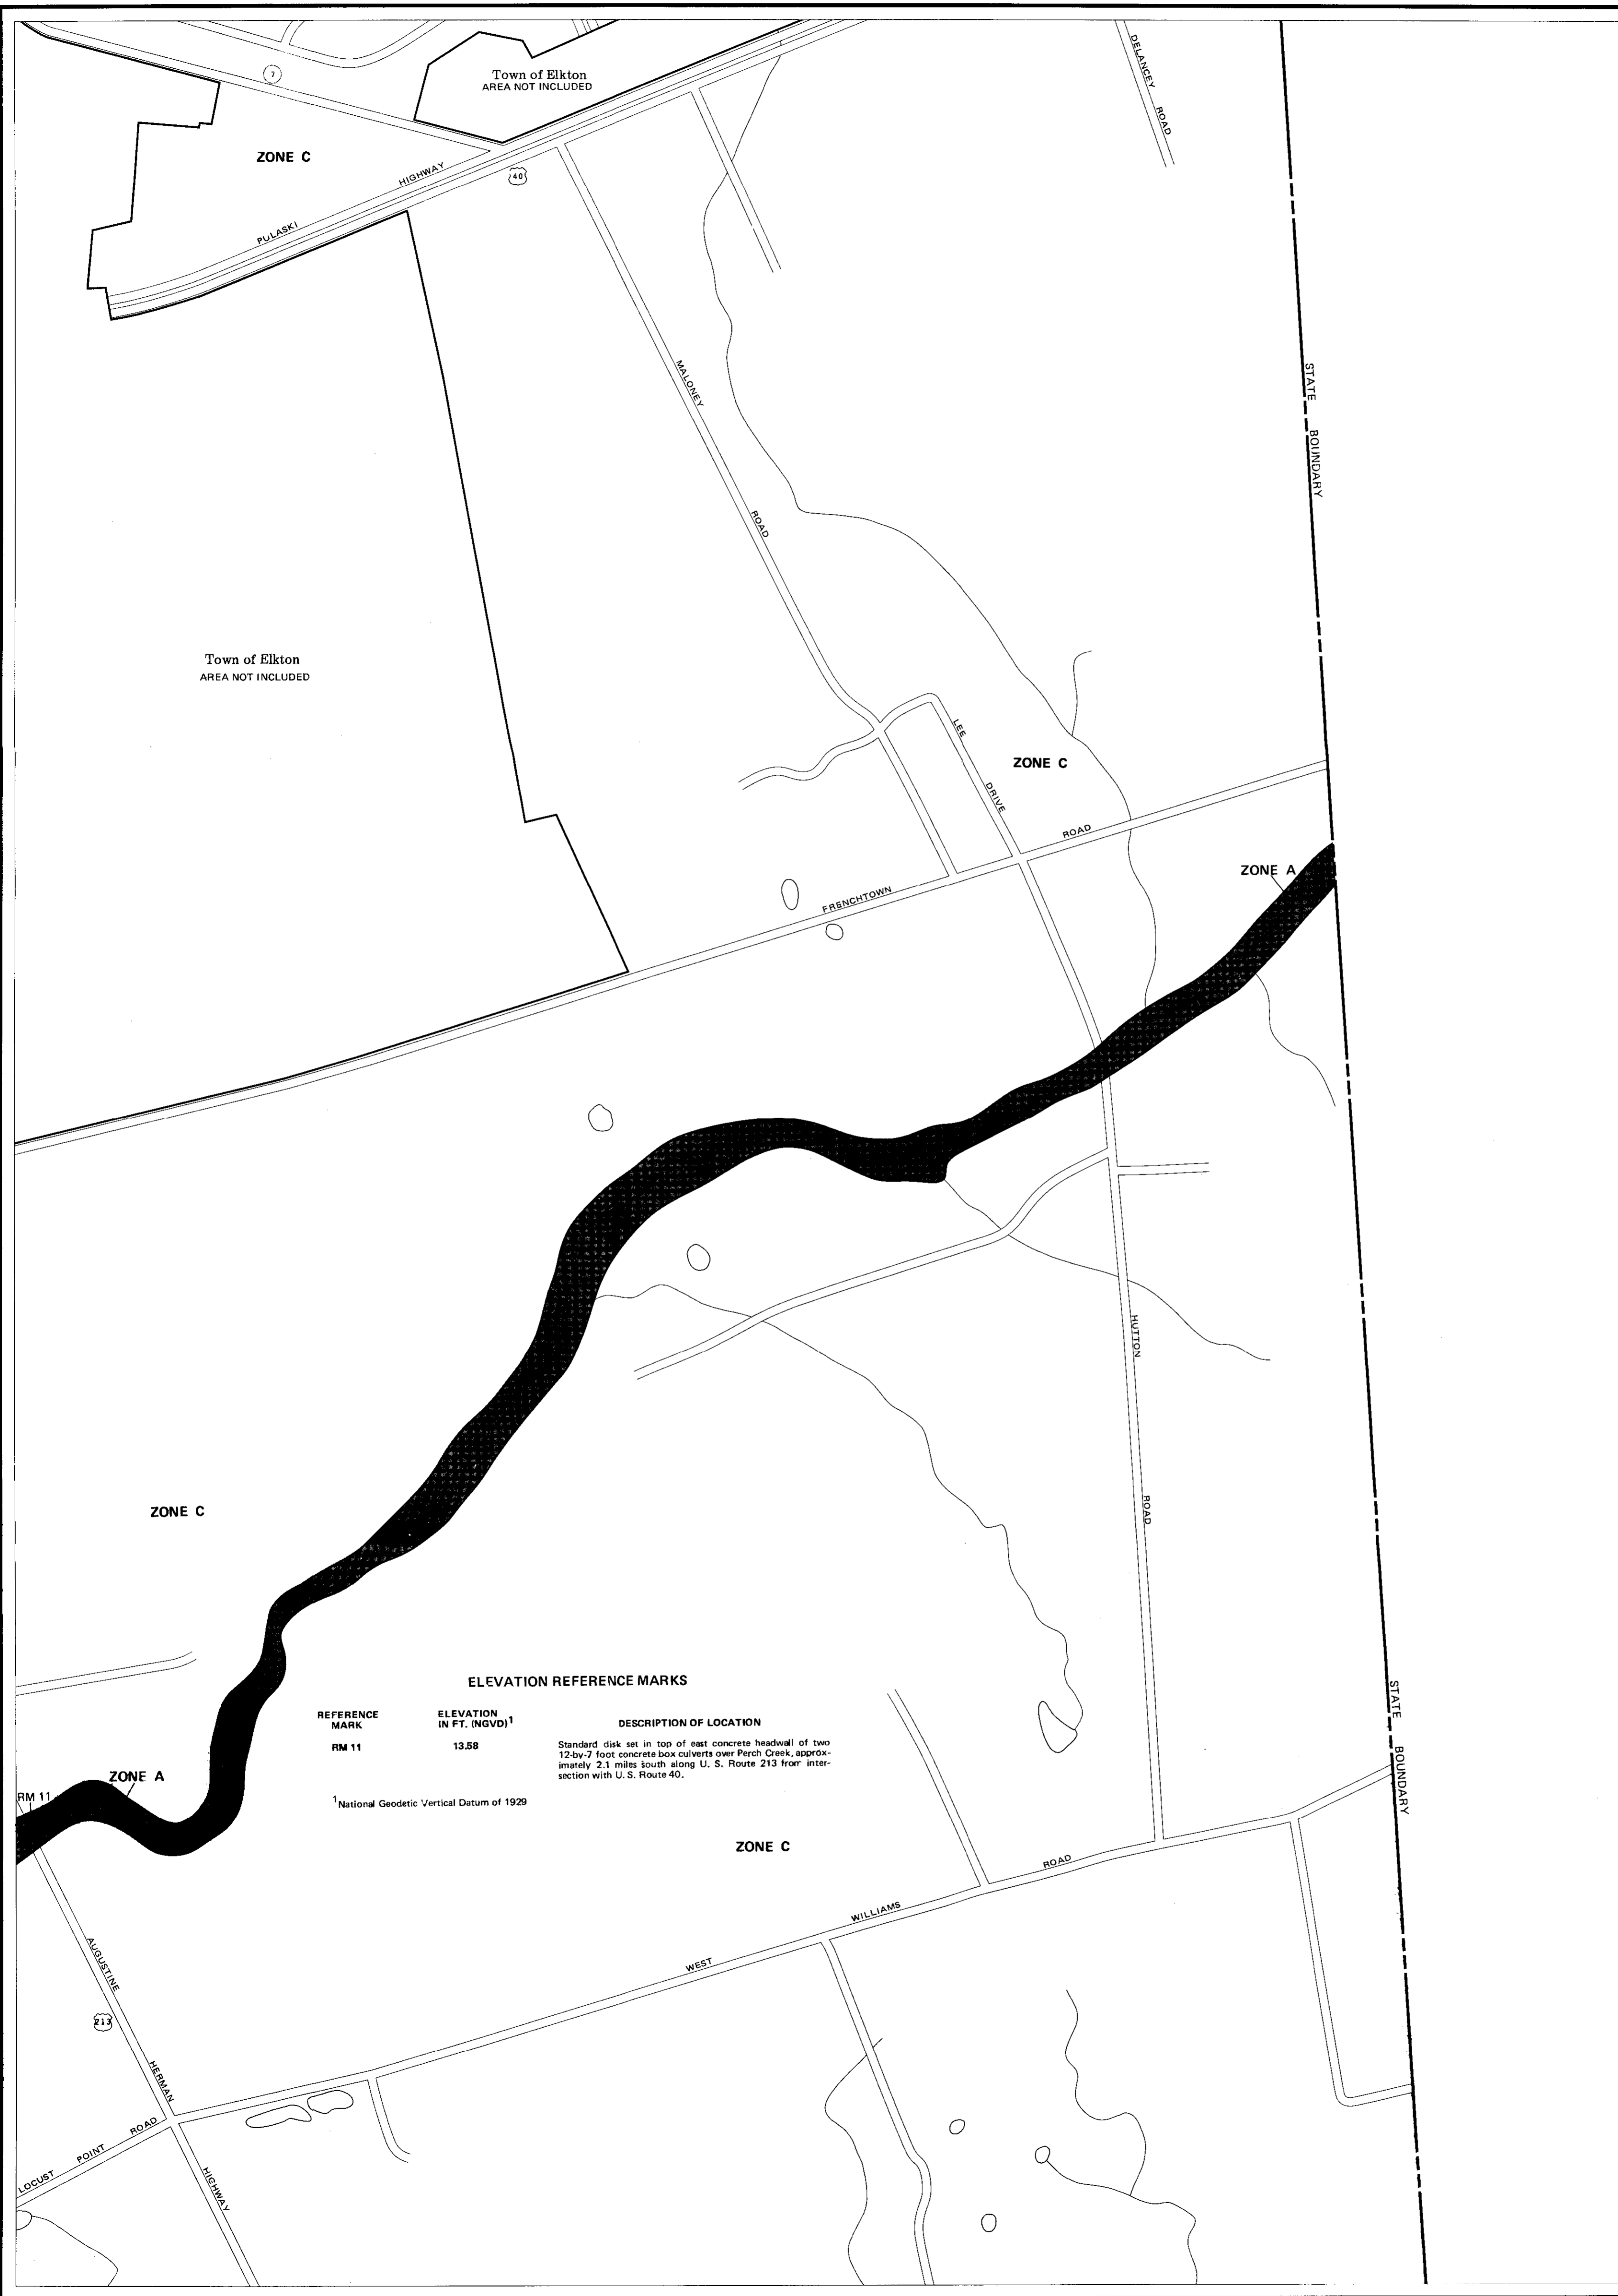 Town of Elkton
AREA NOT INCLUDED
DELANCEY ROAD
7
ZONE C
PULASKI HIGHWAY
40
MALONEY ROAD
STATE BOUNDARY
Town of Elkton
AREA NOT INCLUDED
LEE DRIVE
ZONE C
FRENCHTOWN ROAD
ZONE A
HUTTON ROAD
ZONE C
ELEVATION REFERENCE MARKS
REFERENCE MARK
ELEVATION IN FT. (NGVD)1
DESCRIPTION OF LOCATION
RM 11
13.58
Standard disk set in top of east concrete headwall of two
12-by-7 foot concrete box culverts over Perch Creek, approx-
imately 2.1 miles south along U. S. Route 213 from inter-
section with U. S. Route 40.
1National Geodetic Vertical Datum of 1929
STATE BOUNDARY
ZONE A
RM 11
ZONE C
WEST WILLIAMS ROAD
AUGUSTINE HERMAN HIGHWAY
213
LOCUST POINT ROAD